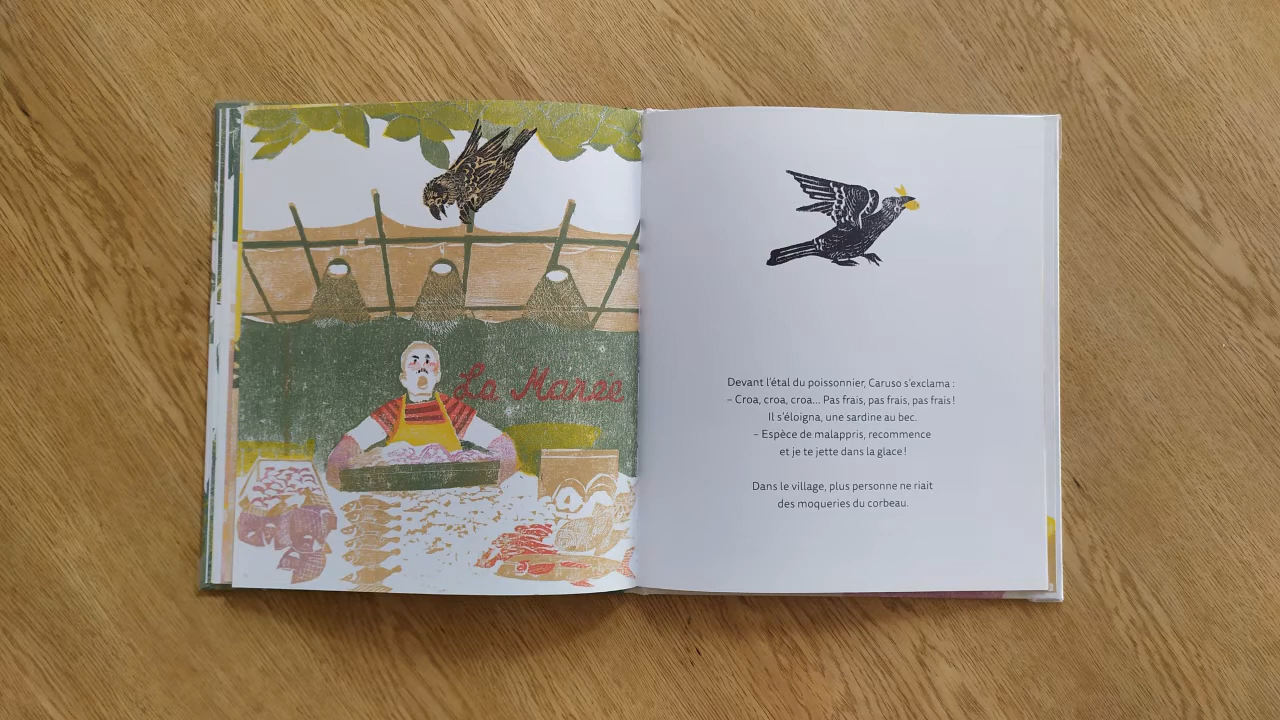 La Marée
Devant l'étal du poissonnier, Caruso s'exclama :
– Croa, croa, croa... Pas frais, pas frais, pas frais !
Il s'éloigna, une sardine au bec.
– Espèce de malappris, recommence
et je te jette dans la glace !
Dans le village, plus personne ne riait
des moqueries du corbeau.